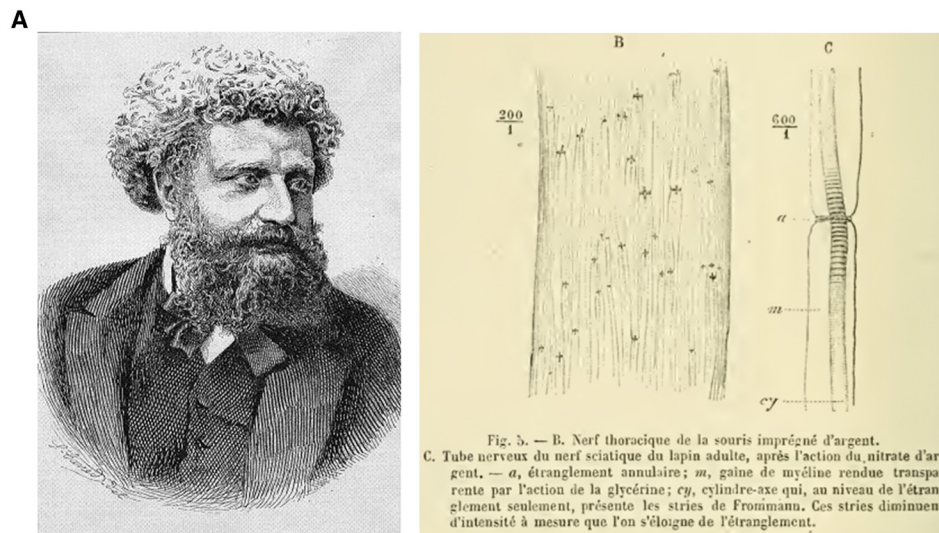 A
B
C
200
1
600
1
a
m
cy
Fig. 5. — B. Nerf thoracique de la souris imprégné d'argent.
C. Tube nerveux du nerf sciatique du lapin adulte, après l'action du nitrate d'ar
gent. — a, étranglement annulaire; m, gaîne de myéline rendue transpa
rente par l'action de la glycérine; cy, cylindre-axe qui, au niveau de l'étran
glement seulement, présente les stries de Frommann. Ces stries diminuen
d'intensité à mesure que l'on s'éloigne de l'étranglement.